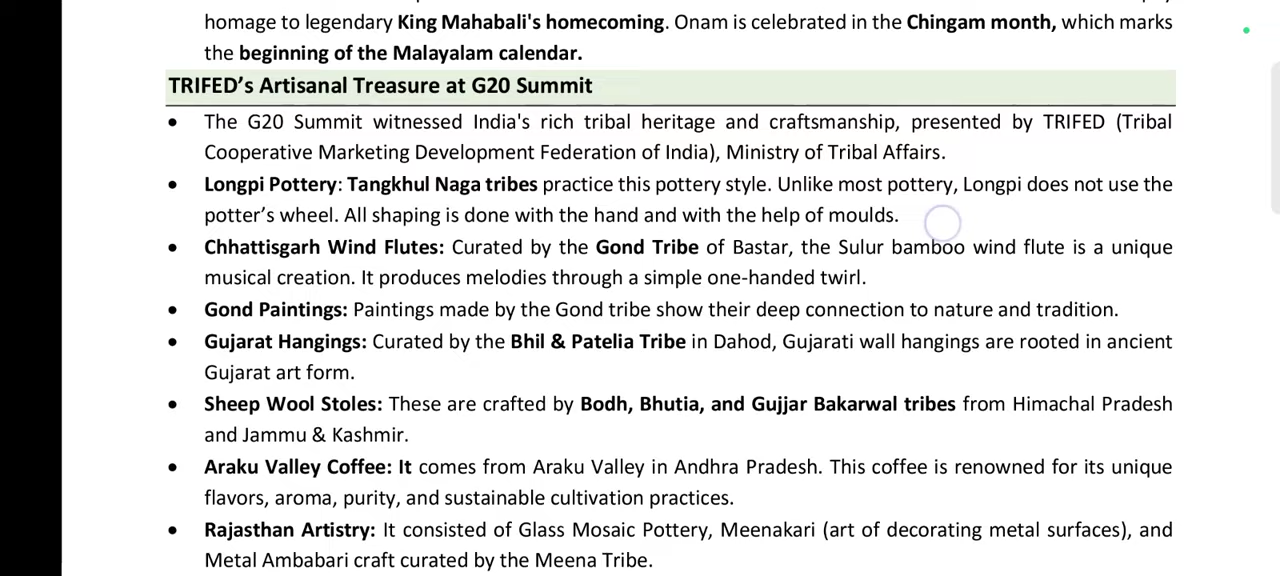 homage to legendary King Mahabali's homecoming. Onam is celebrated in the Chingam month, which marks
the beginning of the Malayalam calendar.
TRIFED’s Artisanal Treasure at G20 Summit
• The G20 Summit witnessed India's rich tribal heritage and craftsmanship, presented by TRIFED (Tribal
Cooperative Marketing Development Federation of India), Ministry of Tribal Affairs.
• Longpi Pottery: Tangkhul Naga tribes practice this pottery style. Unlike most pottery, Longpi does not use the
potter’s wheel. All shaping is done with the hand and with the help of moulds.
• Chhattisgarh Wind Flutes: Curated by the Gond Tribe of Bastar, the Sulur bamboo wind flute is a unique
musical creation. It produces melodies through a simple one-handed twirl.
• Gond Paintings: Paintings made by the Gond tribe show their deep connection to nature and tradition.
• Gujarat Hangings: Curated by the Bhil & Patelia Tribe in Dahod, Gujarati wall hangings are rooted in ancient
Gujarat art form.
• Sheep Wool Stoles: These are crafted by Bodh, Bhutia, and Gujjar Bakarwal tribes from Himachal Pradesh
and Jammu & Kashmir.
• Araku Valley Coffee: It comes from Araku Valley in Andhra Pradesh. This coffee is renowned for its unique
flavors, aroma, purity, and sustainable cultivation practices.
• Rajasthan Artistry: It consisted of Glass Mosaic Pottery, Meenakari (art of decorating metal surfaces), and
Metal Ambabari craft curated by the Meena Tribe.